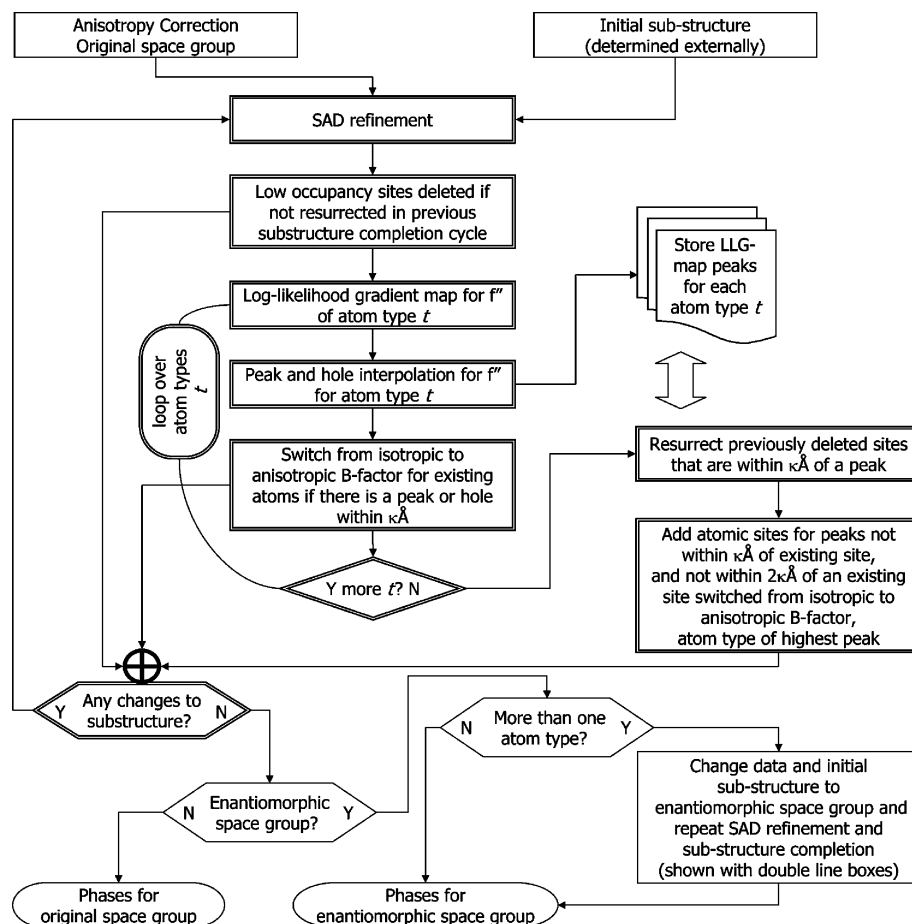 Anisotropy Correction
Original space group
Initial sub-structure
(determined externally)
SAD refinement
Low occupancy sites deleted if
not resurrected in previous
substructure completion cycle
Store LLG-
map peaks
for each
atom type t
Log-likelihood gradient map for f″
of atom type t
loop over
atom types
t
Peak and hole interpolation for f″
for atom type t
Switch from isotropic to
anisotropic B-factor for existing
atoms if there is a peak or hole
within κÅ
Resurrect previously deleted sites
that are within κÅ of a peak
Add atomic sites for peaks not
within κÅ of existing site,
and not within 2κÅ of an existing
site switched from isotropic to
anisotropic B-factor,
atom type of highest peak
Y more t? N
Y Any changes to N
substructure?
N More than one Y
atom type?
N Enantiomorphic Y
space group?
Change data and initial
sub-structure to
enantiomorphic space group and
repeat SAD refinement and
sub-structure completion
(shown with double line boxes)
Phases for
original space group
Phases for
enantiomorphic space group